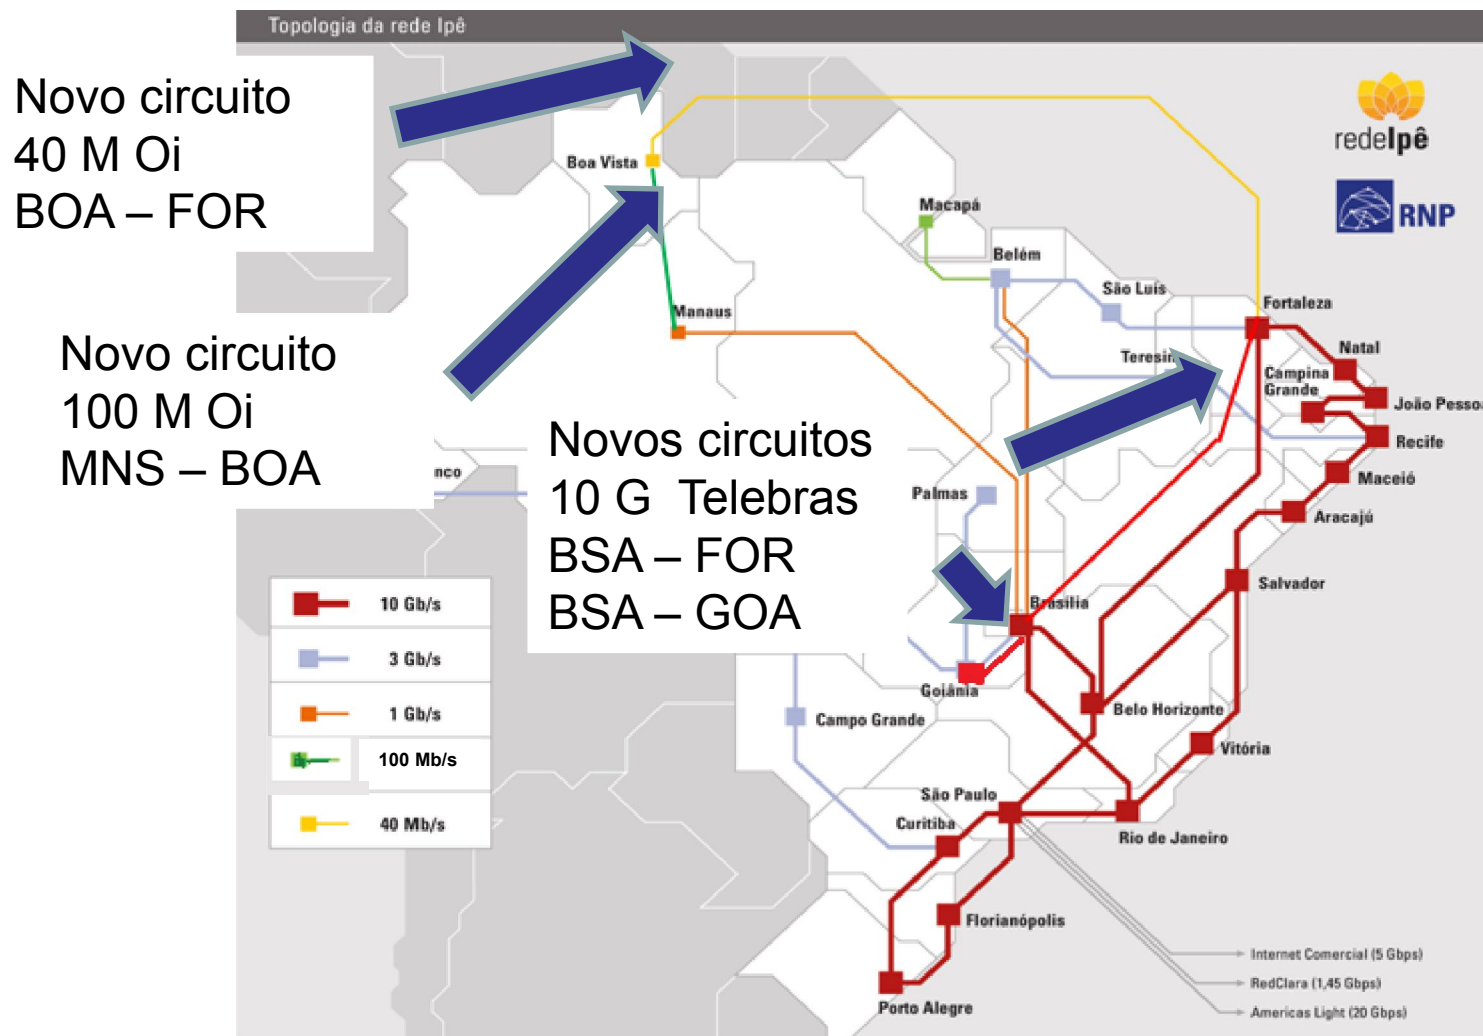 Topologia da rede Ipê
Novo circuito
40 M Oi
BOA – FOR
Novo circuito
100 M Oi
MNS – BOA
Novos circuitos
10 G Telebras
BSA – FOR
BSA – GOA
redeIpê
RNP
Boa Vista
Macapá
Belém
São Luís
Fortaleza
Manaus
Teresin
Natal
Campina
Grande
João Pessoa
Recife
Maceió
Aracajú
nco
Palmas
Salvador
Brasília
Goiânia
Belo Horizonte
Campo Grande
Vitória
São Paulo
Curitiba
Rio de Janeiro
Florianópolis
Porto Alegre
10 Gb/s
3 Gb/s
1 Gb/s
100 Mb/s
40 Mb/s
Internet Comercial (5 Gbps)
RedClara (1,45 Gbps)
Americas Light (20 Gbps)